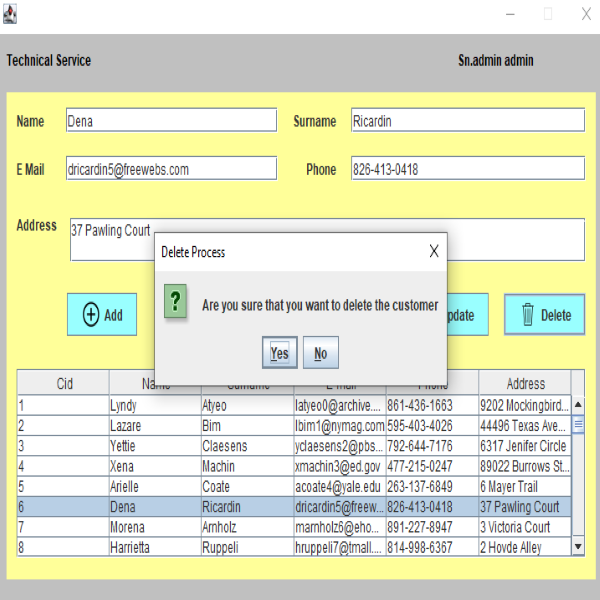 Technical Service Sn.admin admin
Name Dena Surname Ricardin
E Mail dricardin5@freewebs.com Phone 826-413-0418
Address 37 Pawling Court
Delete Process X
? Are you sure that you want to delete the customer
Add pdate Delete
Yes No
Cid Address
1 Lyndy Atyeo latyeo0@archive.... 861-436-1663 9202 Mockingbird...
2 Lazare Bim lbim1@nymag.com 595-403-4026 44496 Texas Ave...
3 Yettie Claesens yclaesens2@pbs... 792-644-7176 6317 Jenifer Circle
4 Xena Machin xmachin3@ed.gov 477-215-0247 89022 Burrows St...
5 Arielle Coate acoate4@yale.edu 263-137-6849 6 Mayer Trail
6 Dena Ricardin dricardin5@freew... 826-413-0418 37 Pawling Court
7 Morena Arnholz marnholz6@eho... 891-227-8947 3 Victoria Court
8 Harrietta Ruppeli hruppeli7@tmall.... 814-998-6367 2 Hovde Alley